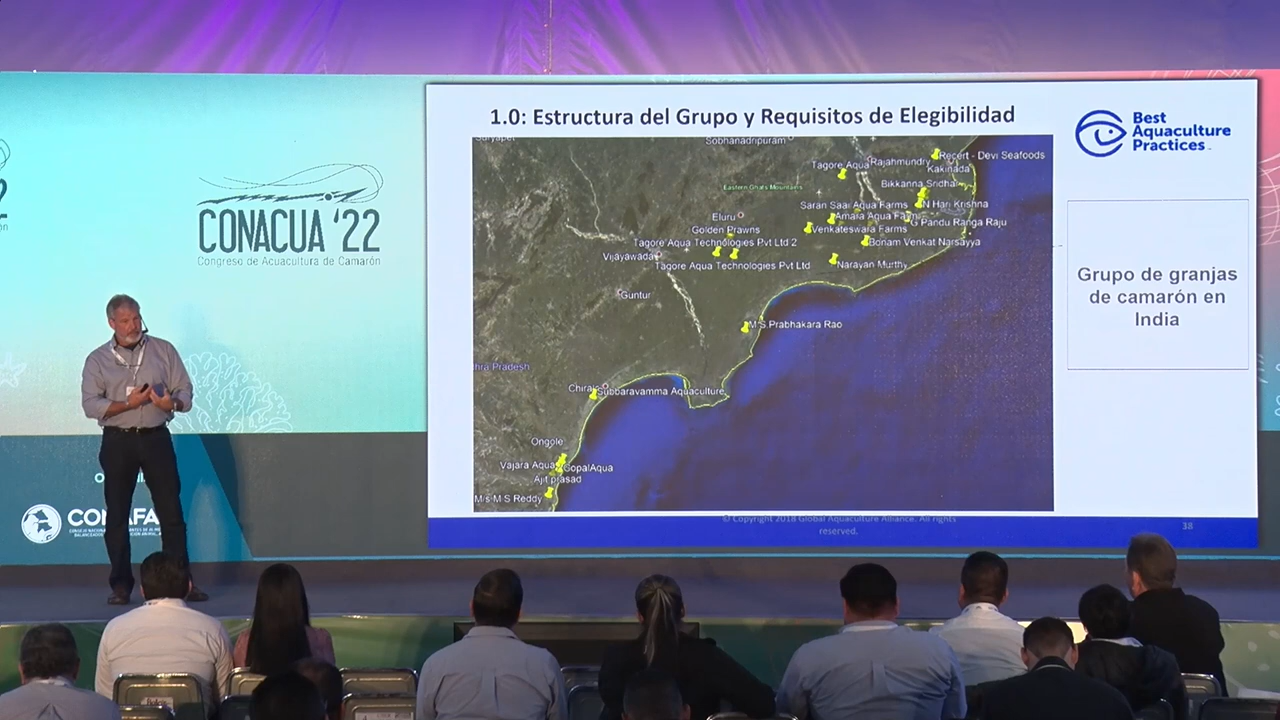 CONACUA '22
Congreso de Acuacultura de Camarón
1.0: Estructura del Grupo y Requisitos de Elegibilidad
Best
Aquaculture
Practices
Sobhanadripuram
Recert - Devi Seafoods
Tagore Aqua
Rajahmundry
Kakinada
Eastern Ghats Mountains
Bikkanna Sridhar
Saran Saai Aqua Farms
N Hari Krishna
Eluru
Amala Aqua Farm
G Pandu Ranga Raju
Golden Prawns
Venkateswara Farms
Tagore Aqua Technologies Pvt Ltd 2
Bonam Venkat Narsayya
Vijayawada
Tagore Aqua Technologies Pvt Ltd
Narayan Murthy
Guntur
M S Prabhakara Rao
hra Pradesh
Chirala
Subbaravamma Aquaculture
Ongole
Vajara Aqua
GopalAqua
Ajit prasad
M/s M S Reddy
Grupo de granjas
de camarón en
India
© Copyright 2018 Global Aquaculture Alliance. All rights
reserved.
38